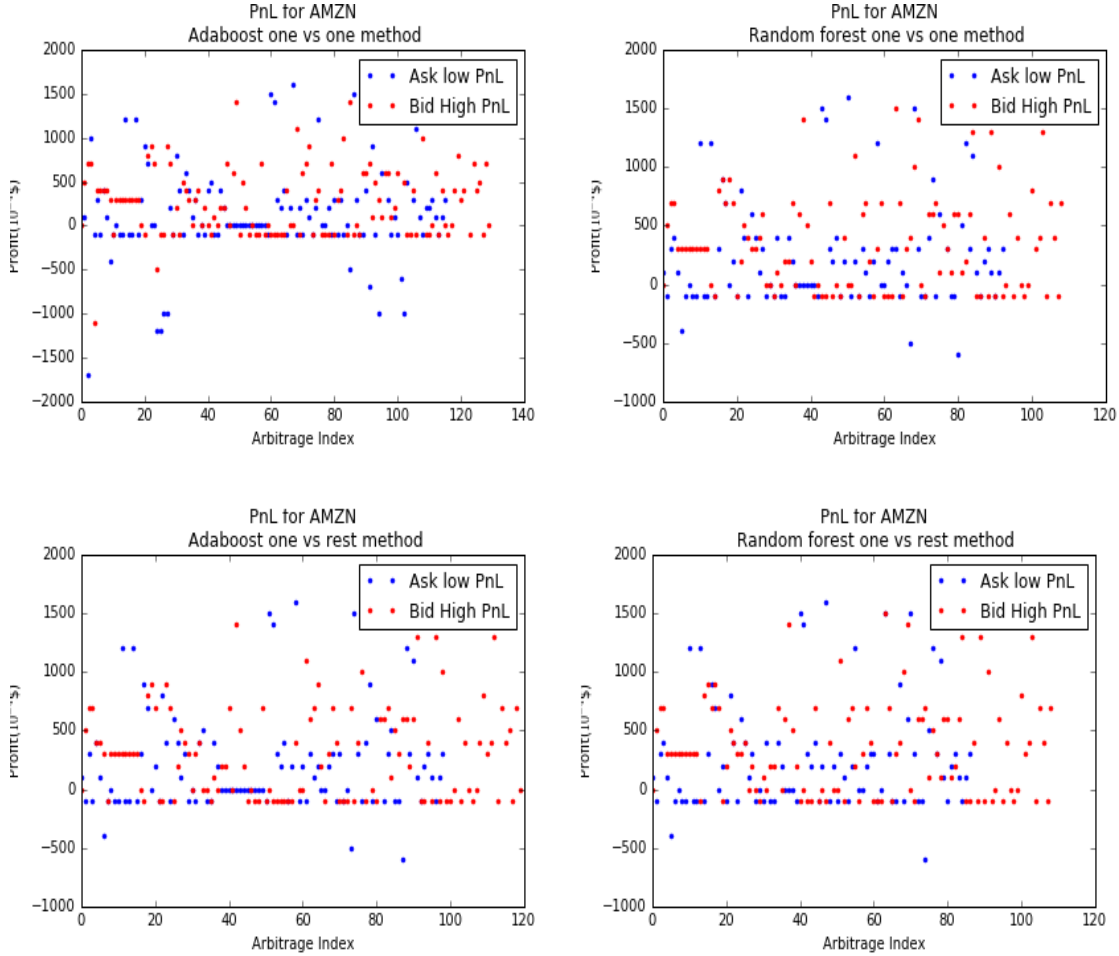 PnL for AMZN
Adaboost one vs one method
2000
1500
1000
500
0
−500
−1000
−1500
−2000
0 20 40 60 80 100 120 140
Arbitrage Index
Ask low PnL
Bid High PnL
PnL for AMZN
Random forest one vs one method
2000
1500
1000
500
0
−500
−1000
0 20 40 60 80 100 120
Arbitrage Index
Ask low PnL
Bid High PnL
PnL for AMZN
Adaboost one vs rest method
2000
1500
1000
500
0
−500
−1000
0 20 40 60 80 100 120
Arbitrage Index
Ask low PnL
Bid High PnL
PnL for AMZN
Random forest one vs rest method
2000
1500
1000
500
0
−500
−1000
0 20 40 60 80 100 120
Arbitrage Index
Ask low PnL
Bid High PnL